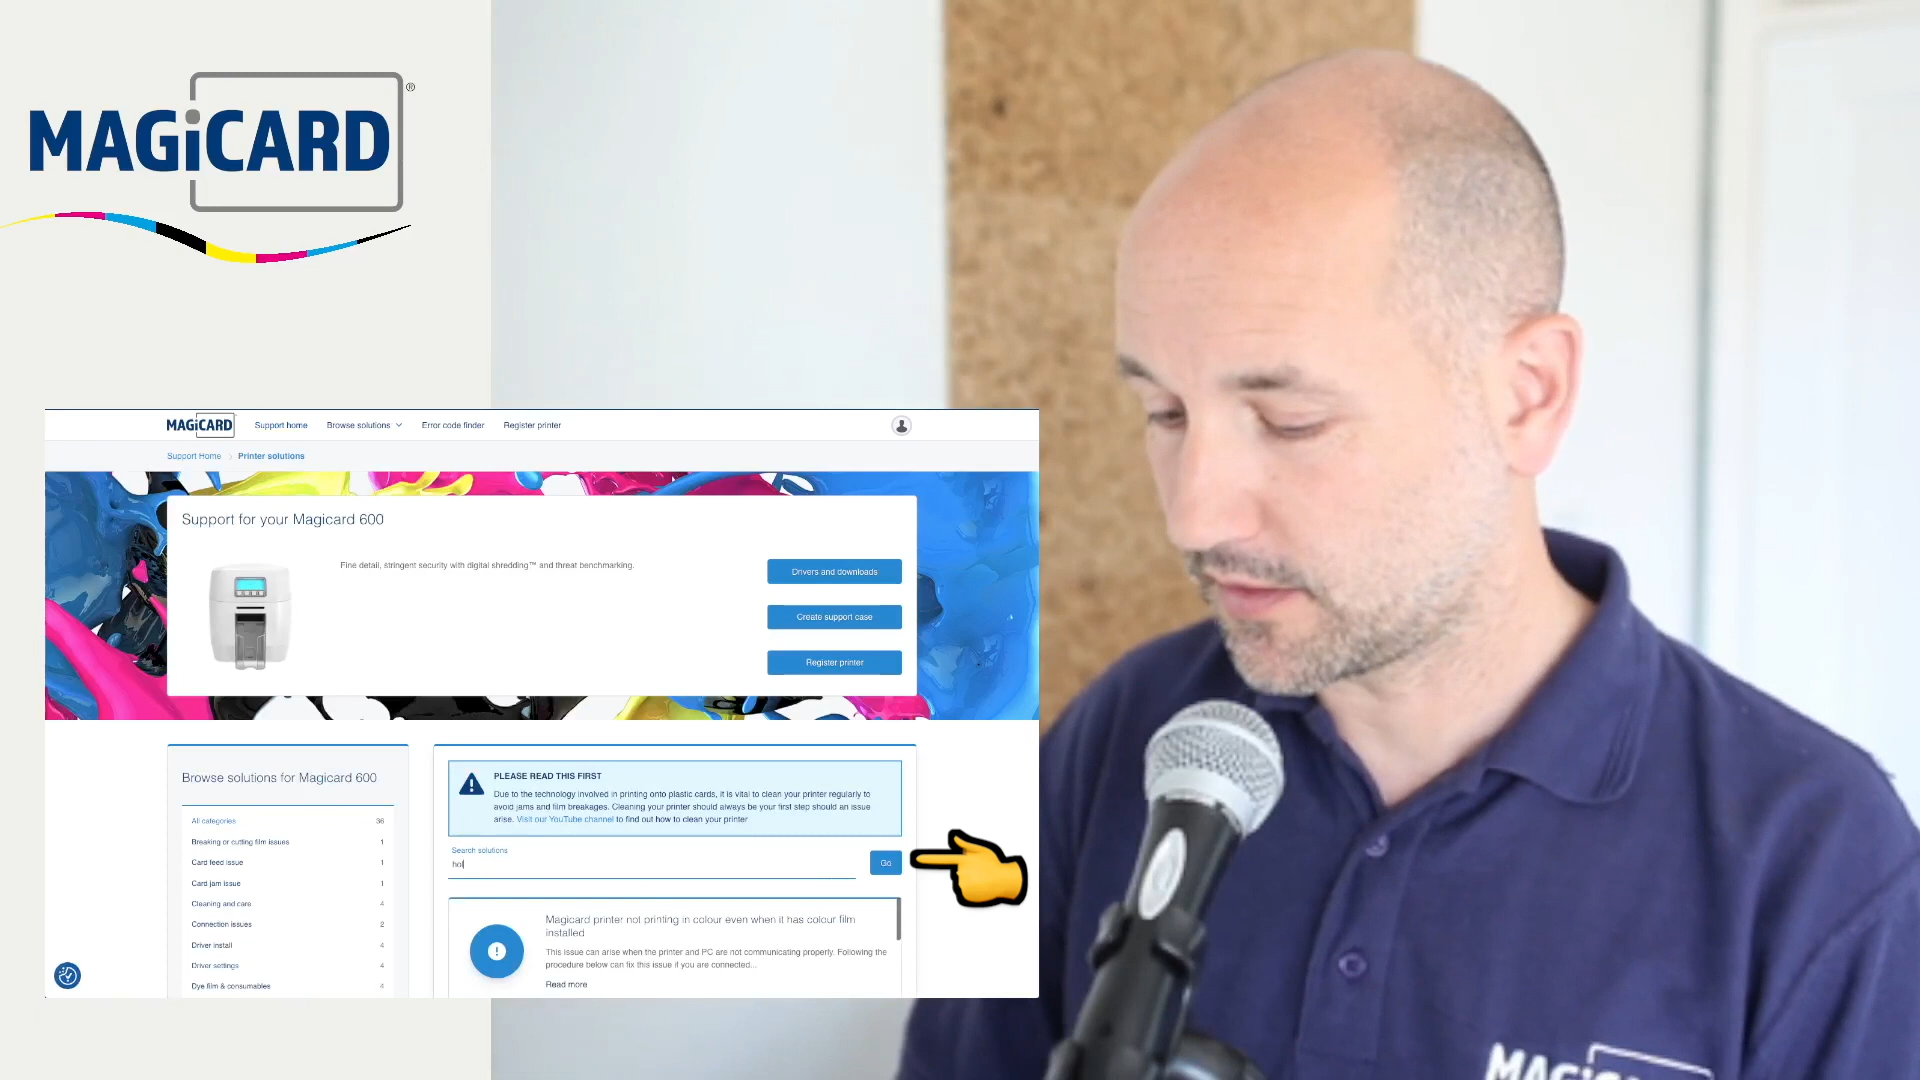 MAGiCARD®
MAGiCARD
Support home
Browse solutions
Error code finder
Register printer
Support Home
Printer solutions
Support for your Magicard 600
Fine detail, stringent security with digital shredding™ and threat benchmarking.
Drivers and downloads
Create support case
Register printer
Browse solutions for Magicard 600
All categories 36
Breaking or cutting film issues 1
Card feed issue 1
Card jam issue 1
Cleaning and care 4
Connection issues 2
Driver install 4
Driver settings 4
Dye film & consumables 4
PLEASE READ THIS FIRST
Due to the technology involved in printing onto plastic cards, it is vital to clean your printer regularly to
avoid jams and film breakages. Cleaning your printer should always be your first step should an issue
arise. Visit our YouTube channel to find out how to clean your printer
Search solutions
hol
Go
Magicard printer not printing in colour even when it has colour film
installed
This issue can arise when the printer and PC are not communicating properly. Following the
procedure below can fix this issue if you are connected...
Read more
MAGiCARD